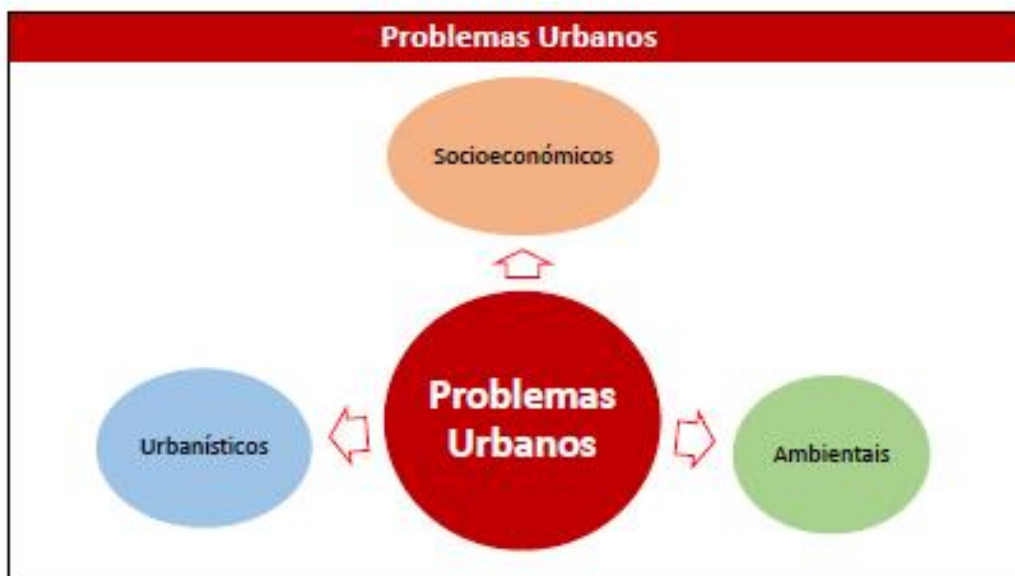 Problemas Urbanos
Socioeconómicos
Problemas
Urbanos
Urbanísticos
Ambientais